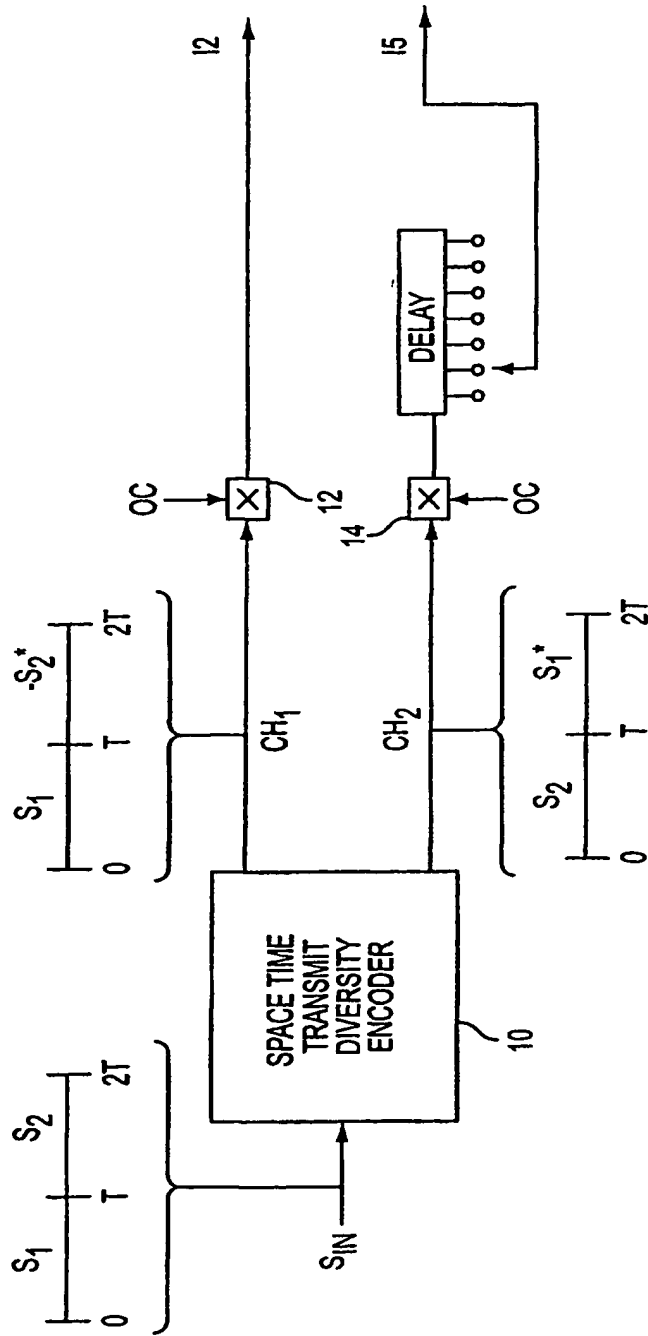 S1 S2
0 T 2T
SIN
SPACE TIME
TRANSMIT
DIVERSITY
ENCODER
10
S1 -S2*
0 T 2T
CH1
CH2
S2 S1*
0 T 2T
OC
12
14
OC
DELAY
I2
I5